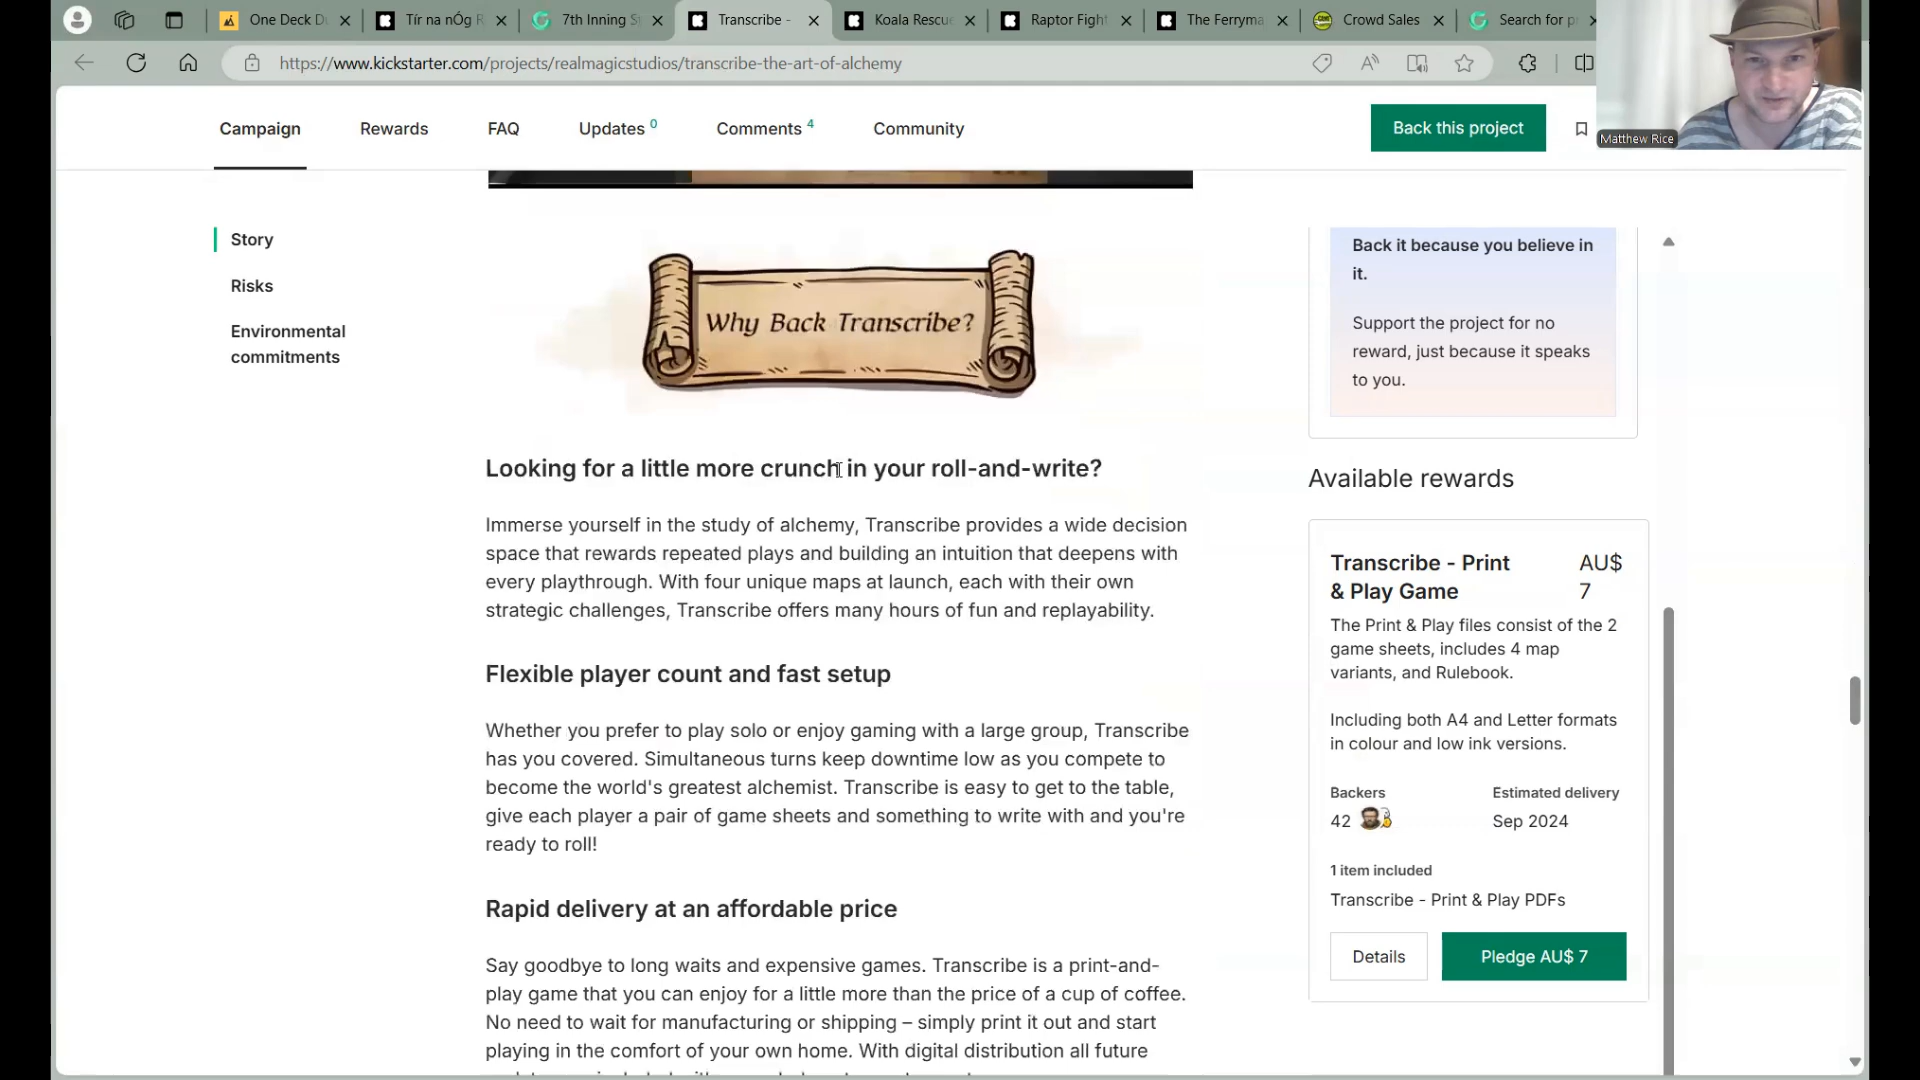 One Deck D
Tír na nÓg R
7th Inning S
Transcribe -
Koala Rescue
Raptor Fight
The Ferryma
Crowd Sales
Search for p
https://www.kickstarter.com/projects/realmagicstudios/transcribe-the-art-of-alchemy
Matthew Rice
Campaign
Rewards
FAQ
Updates 0
Comments 4
Community
Back this project
Story
Risks
Environmental
commitments
Why Back Transcribe?
Looking for a little more crunch in your roll-and-write?
Immerse yourself in the study of alchemy, Transcribe provides a wide decision
space that rewards repeated plays and building an intuition that deepens with
every playthrough. With four unique maps at launch, each with their own
strategic challenges, Transcribe offers many hours of fun and replayability.
Flexible player count and fast setup
Whether you prefer to play solo or enjoy gaming with a large group, Transcribe
has you covered. Simultaneous turns keep downtime low as you compete to
become the world's greatest alchemist. Transcribe is easy to get to the table,
give each player a pair of game sheets and something to write with and you're
ready to roll!
Rapid delivery at an affordable price
Say goodbye to long waits and expensive games. Transcribe is a print-and-
play game that you can enjoy for a little more than the price of a cup of coffee.
No need to wait for manufacturing or shipping – simply print it out and start
playing in the comfort of your own home. With digital distribution all future
Back it because you believe in
it.
Support the project for no
reward, just because it speaks
to you.
Available rewards
Transcribe - Print
& Play Game
AU$
7
The Print & Play files consist of the 2
game sheets, includes 4 map
variants, and Rulebook.
Including both A4 and Letter formats
in colour and low ink versions.
Backers
42
Estimated delivery
Sep 2024
1 item included
Transcribe - Print & Play PDFs
Details
Pledge AU$ 7